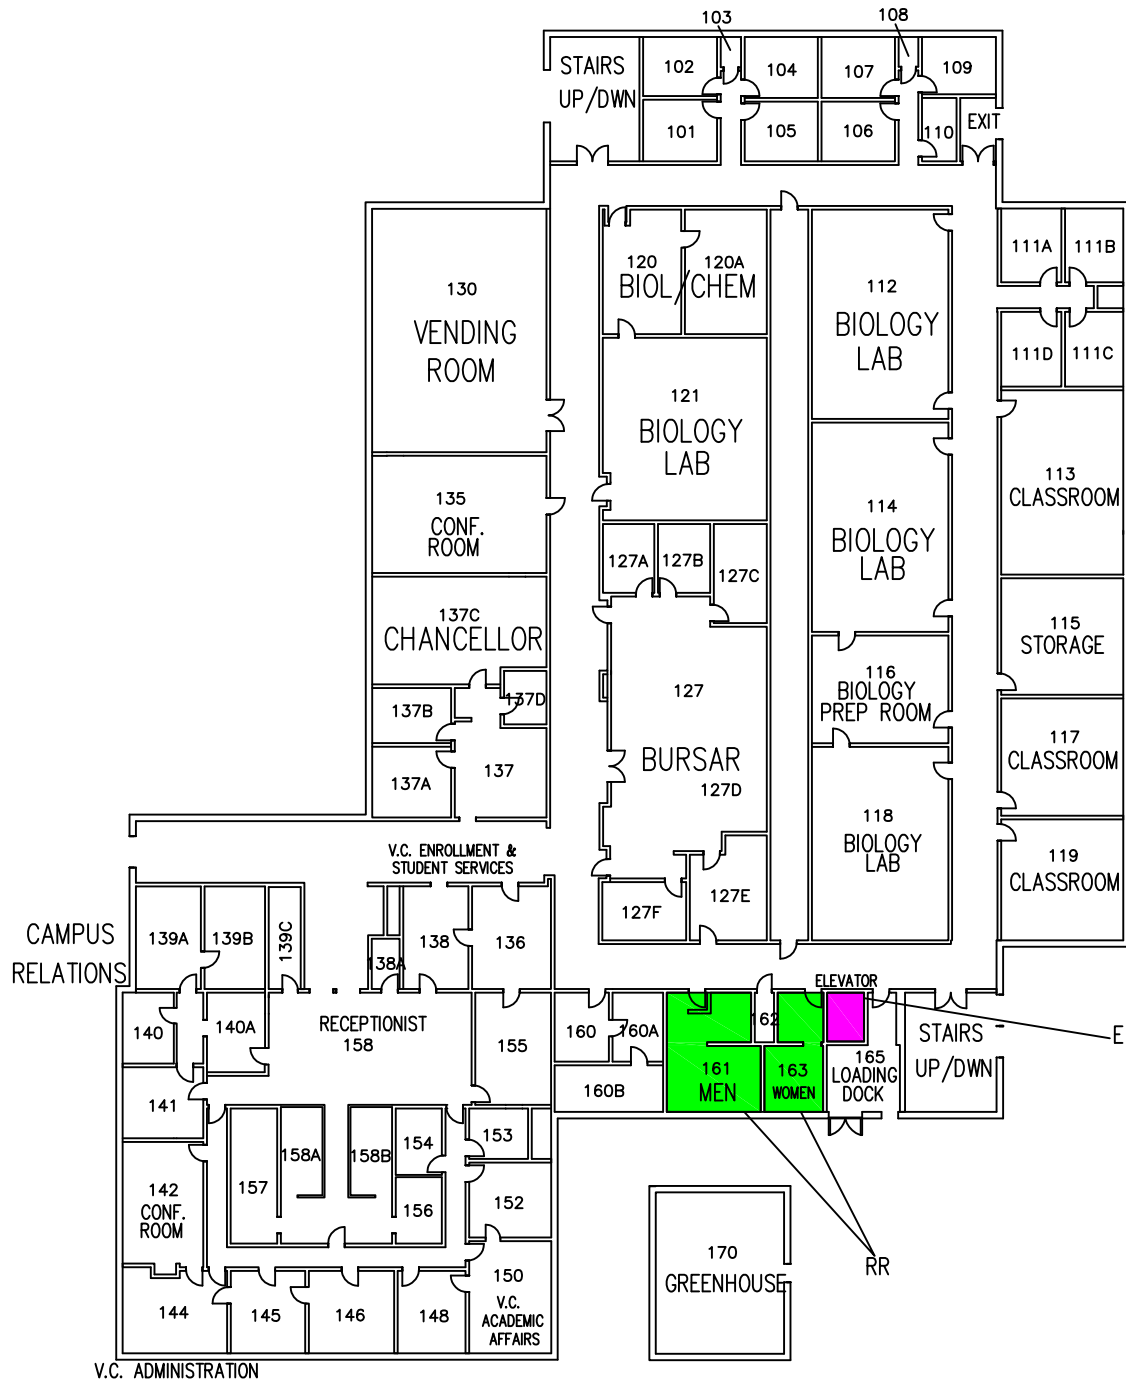 103
108
STAIRS
UP/DWN
102
104
107
109
101
105
106
110
EXIT
111A
111B
120
120A
BIOL/CHEM
130
VENDING
ROOM
112
BIOLOGY
LAB
111D
111C
121
BIOLOGY
LAB
113
CLASSROOM
135
CONF.
ROOM
114
BIOLOGY
LAB
127A
127B
127C
137C
CHANCELLOR
115
STORAGE
116
BIOLOGY
PREP ROOM
127
137D
137B
117
CLASSROOM
137
137A
BURSAR
127D
118
BIOLOGY
LAB
V.C. ENROLLMENT &
STUDENT SERVICES
119
CLASSROOM
127E
127F
CAMPUS
RELATIONS
139A
139B
139C
138
138A
136
ELEVATOR
E
140
140A
RECEPTIONIST
158
155
160
160A
160B
162
161
MEN
163
WOMEN
165
LOADING
DOCK
STAIRS
UP/DWN
141
153
154
158A
158B
157
156
152
142
CONF.
ROOM
170
GREENHOUSE
RR
150
V.C.
ACADEMIC
AFFAIRS
144
145
146
148
V.C. ADMINISTRATION